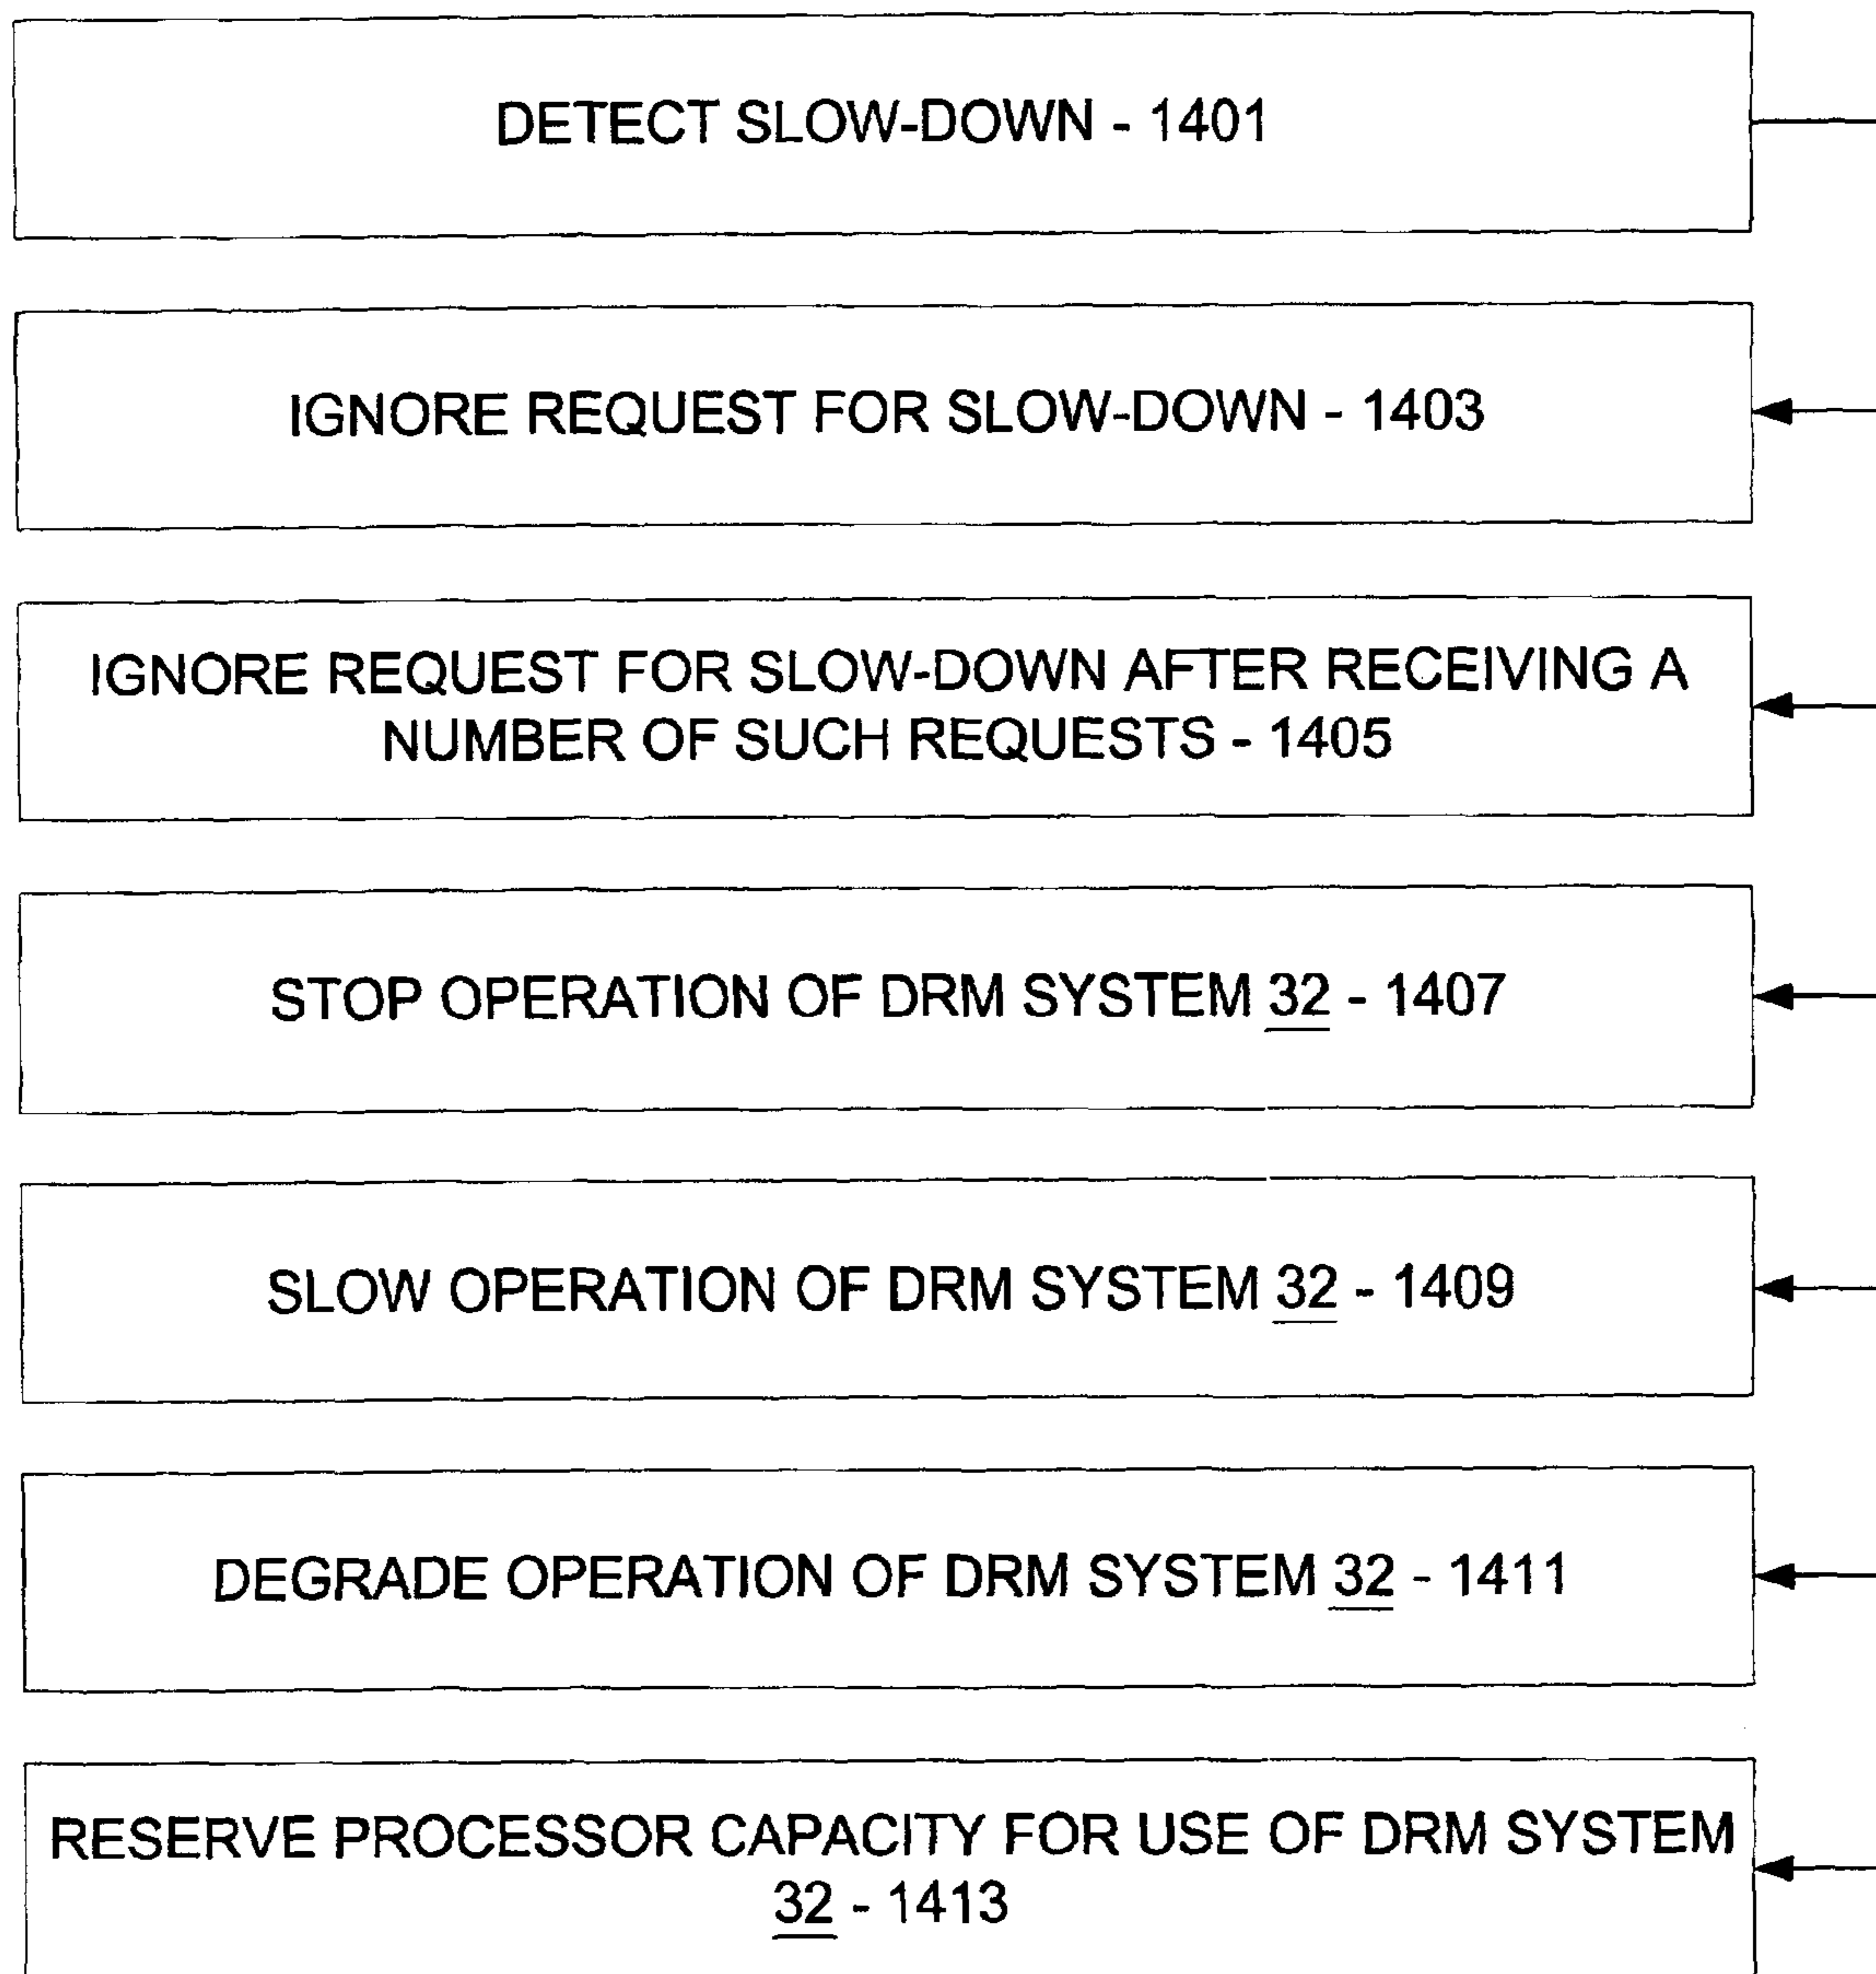 DETECT SLOW-DOWN - 1401
IGNORE REQUEST FOR SLOW-DOWN - 1403
IGNORE REQUEST FOR SLOW-DOWN AFTER RECEIVING A
NUMBER OF SUCH REQUESTS - 1405
STOP OPERATION OF DRM SYSTEM 32 - 1407
SLOW OPERATION OF DRM SYSTEM 32 - 1409
DEGRADE OPERATION OF DRM SYSTEM 32 - 1411
RESERVE PROCESSOR CAPACITY FOR USE OF DRM SYSTEM
32 - 1413